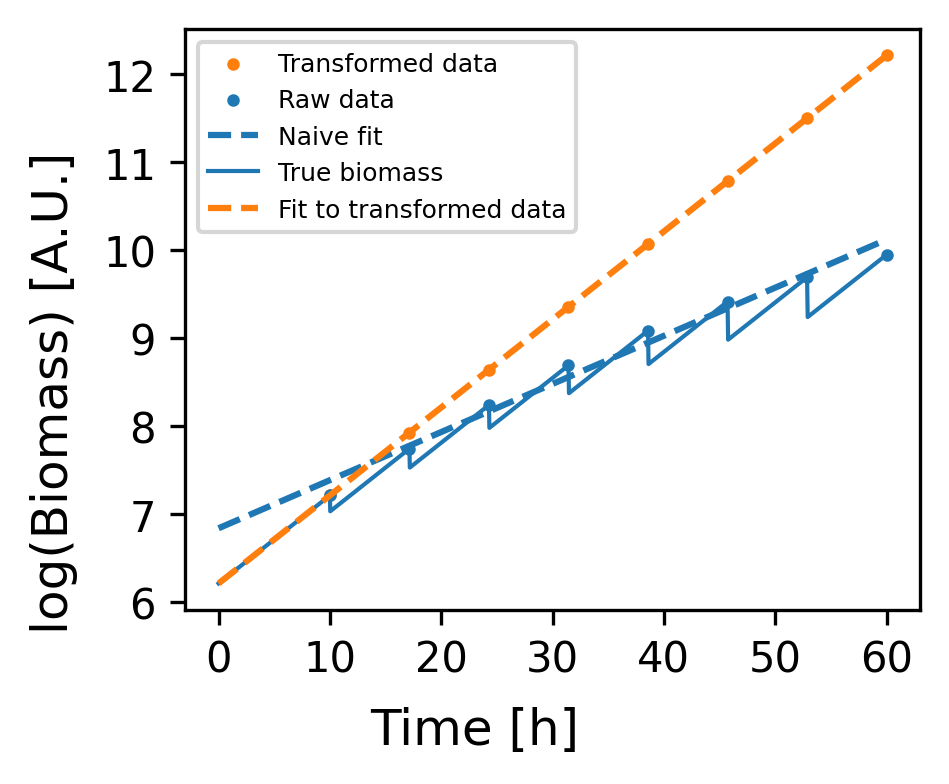 Transformed data
Raw data
Naive fit
True biomass
Fit to transformed data
log(Biomass) [A.U.]
12
11
10
9
8
7
6
0 10 20 30 40 50 60
Time [h]